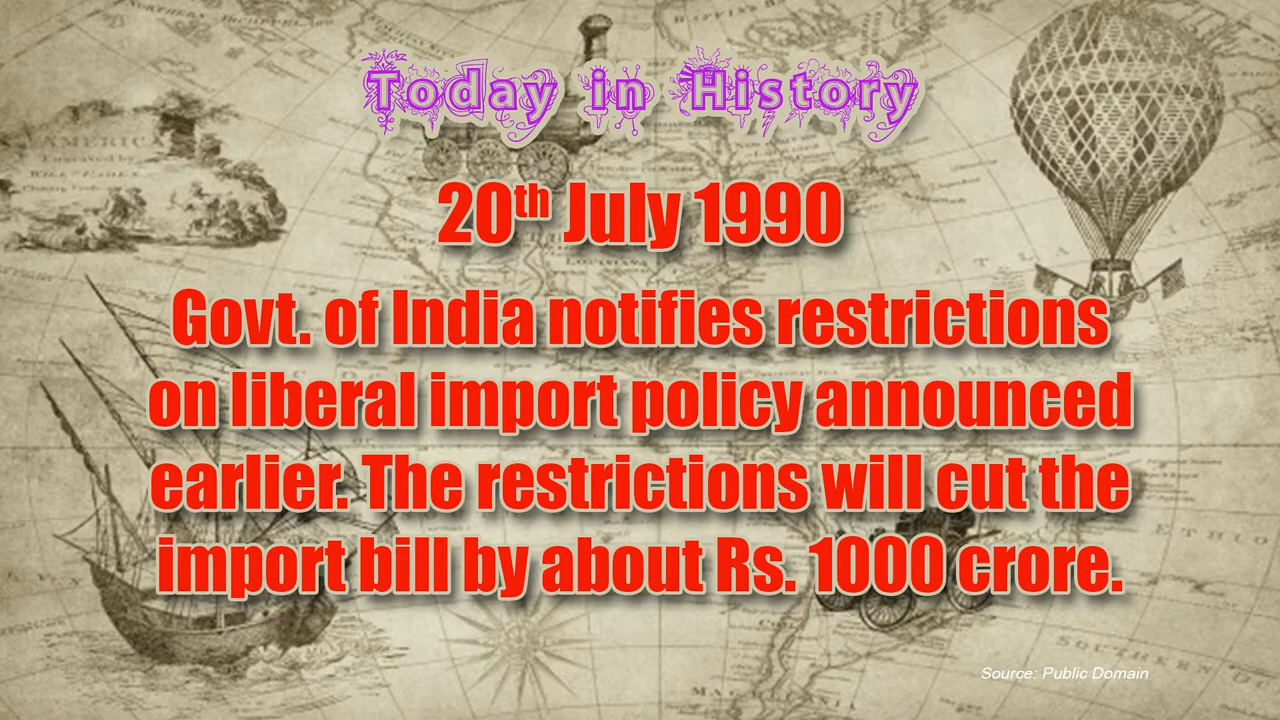 Today in History
20th July 1990
Govt. of India notifies restrictions
on liberal import policy announced
earlier. The restrictions will cut the
import bill by about Rs. 1000 crore.
Source: Public Domain